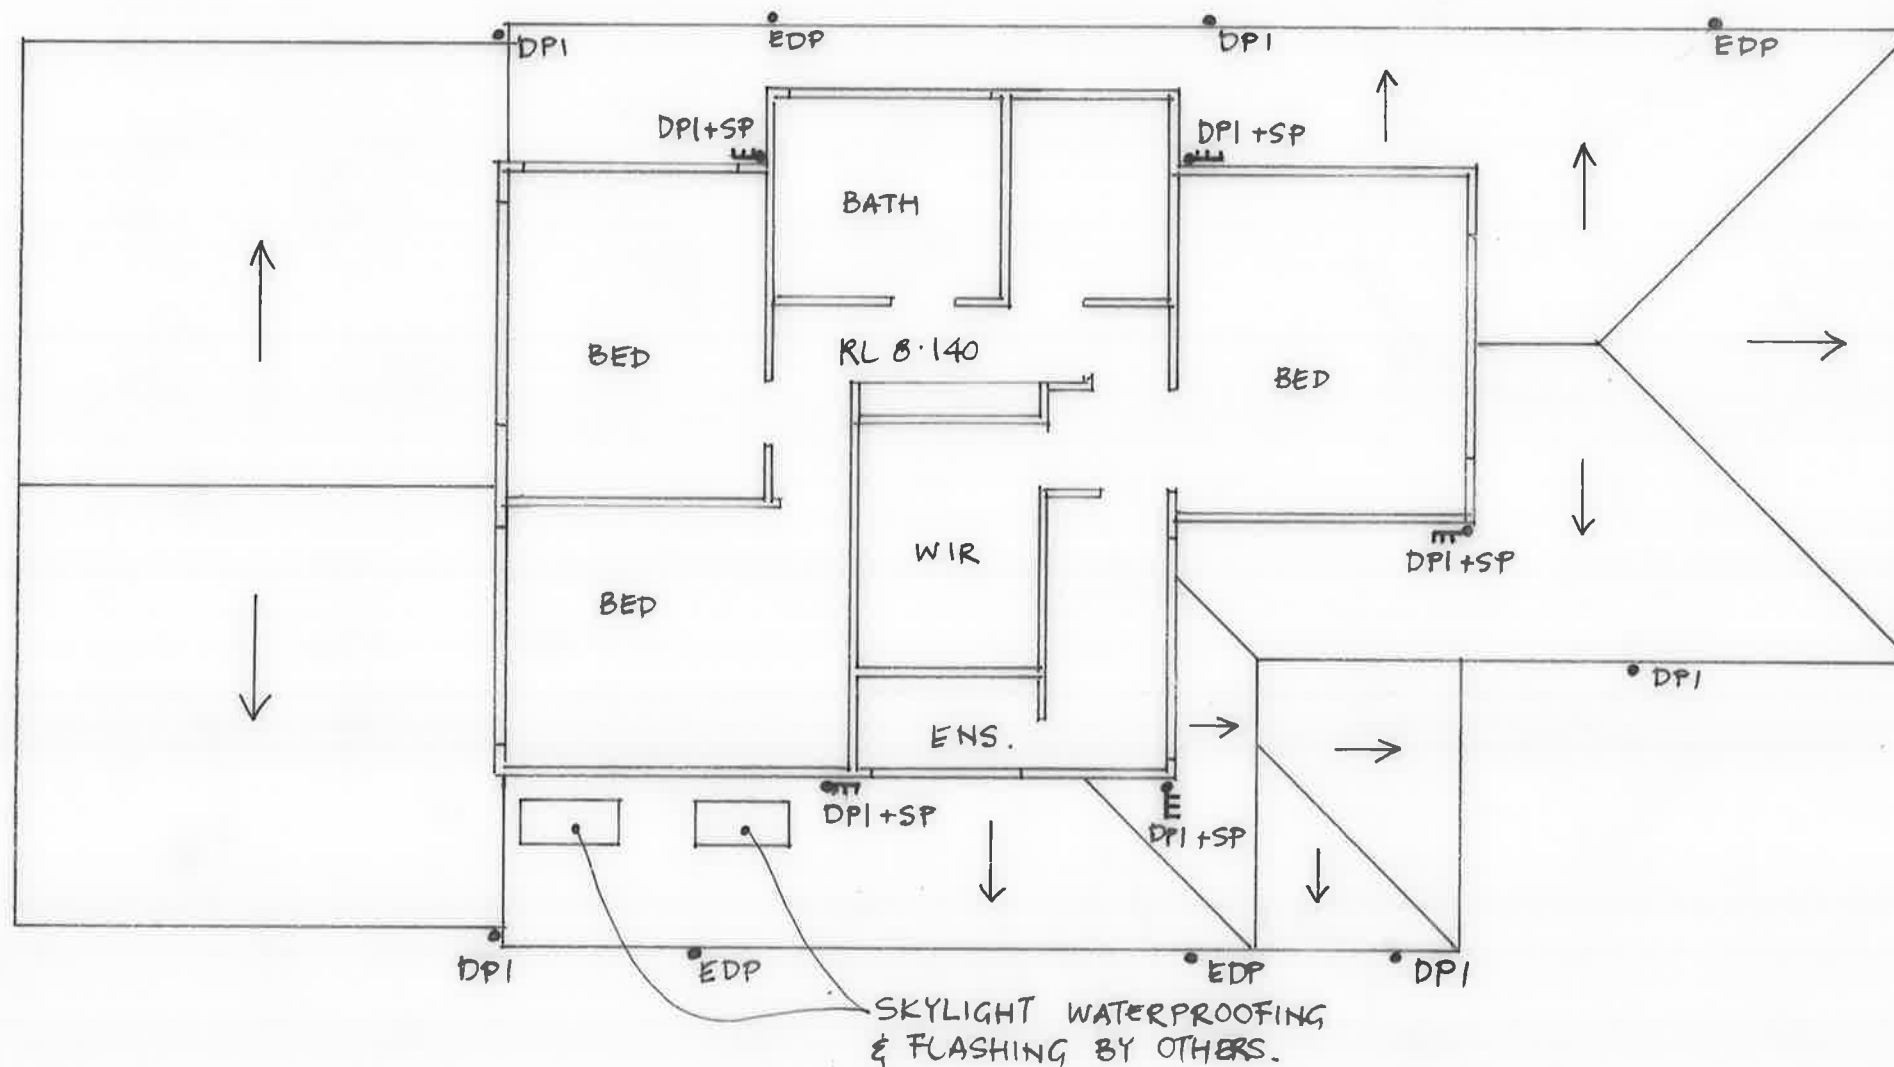 DP1
EDP
DP1
EDP
DP1+SP
DP1+SP
BATH
BED
RL 8.140
BED
WIR
DP1+SP
BED
DP1
ENS.
DP1+SP
DP1+SP
DP1
EDP
EDP
DP1
SKYLIGHT WATERPROOFING
& FLASHING BY OTHERS.